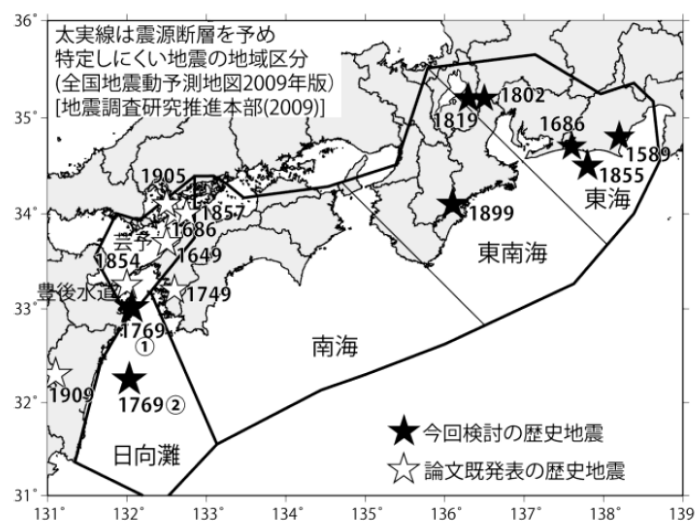 36°
太実線は震源断層を予め
特定しにくい地震の地域区分
(全国地震動予測地図2009年版)
[地震調査研究推進本部(2009)]
35°
1802
1819
1686
1589
1855
東海
1905
1857
34°
1686
1899
芸予
1649
東南海
1854
豊後水道
1749
33°
1769
①
南海
1909
1769②
32°
★今回検討の歴史地震
日向灘
☆論文既発表の歴史地震
31°
131° 132° 133° 134° 135° 136° 137° 138° 139°